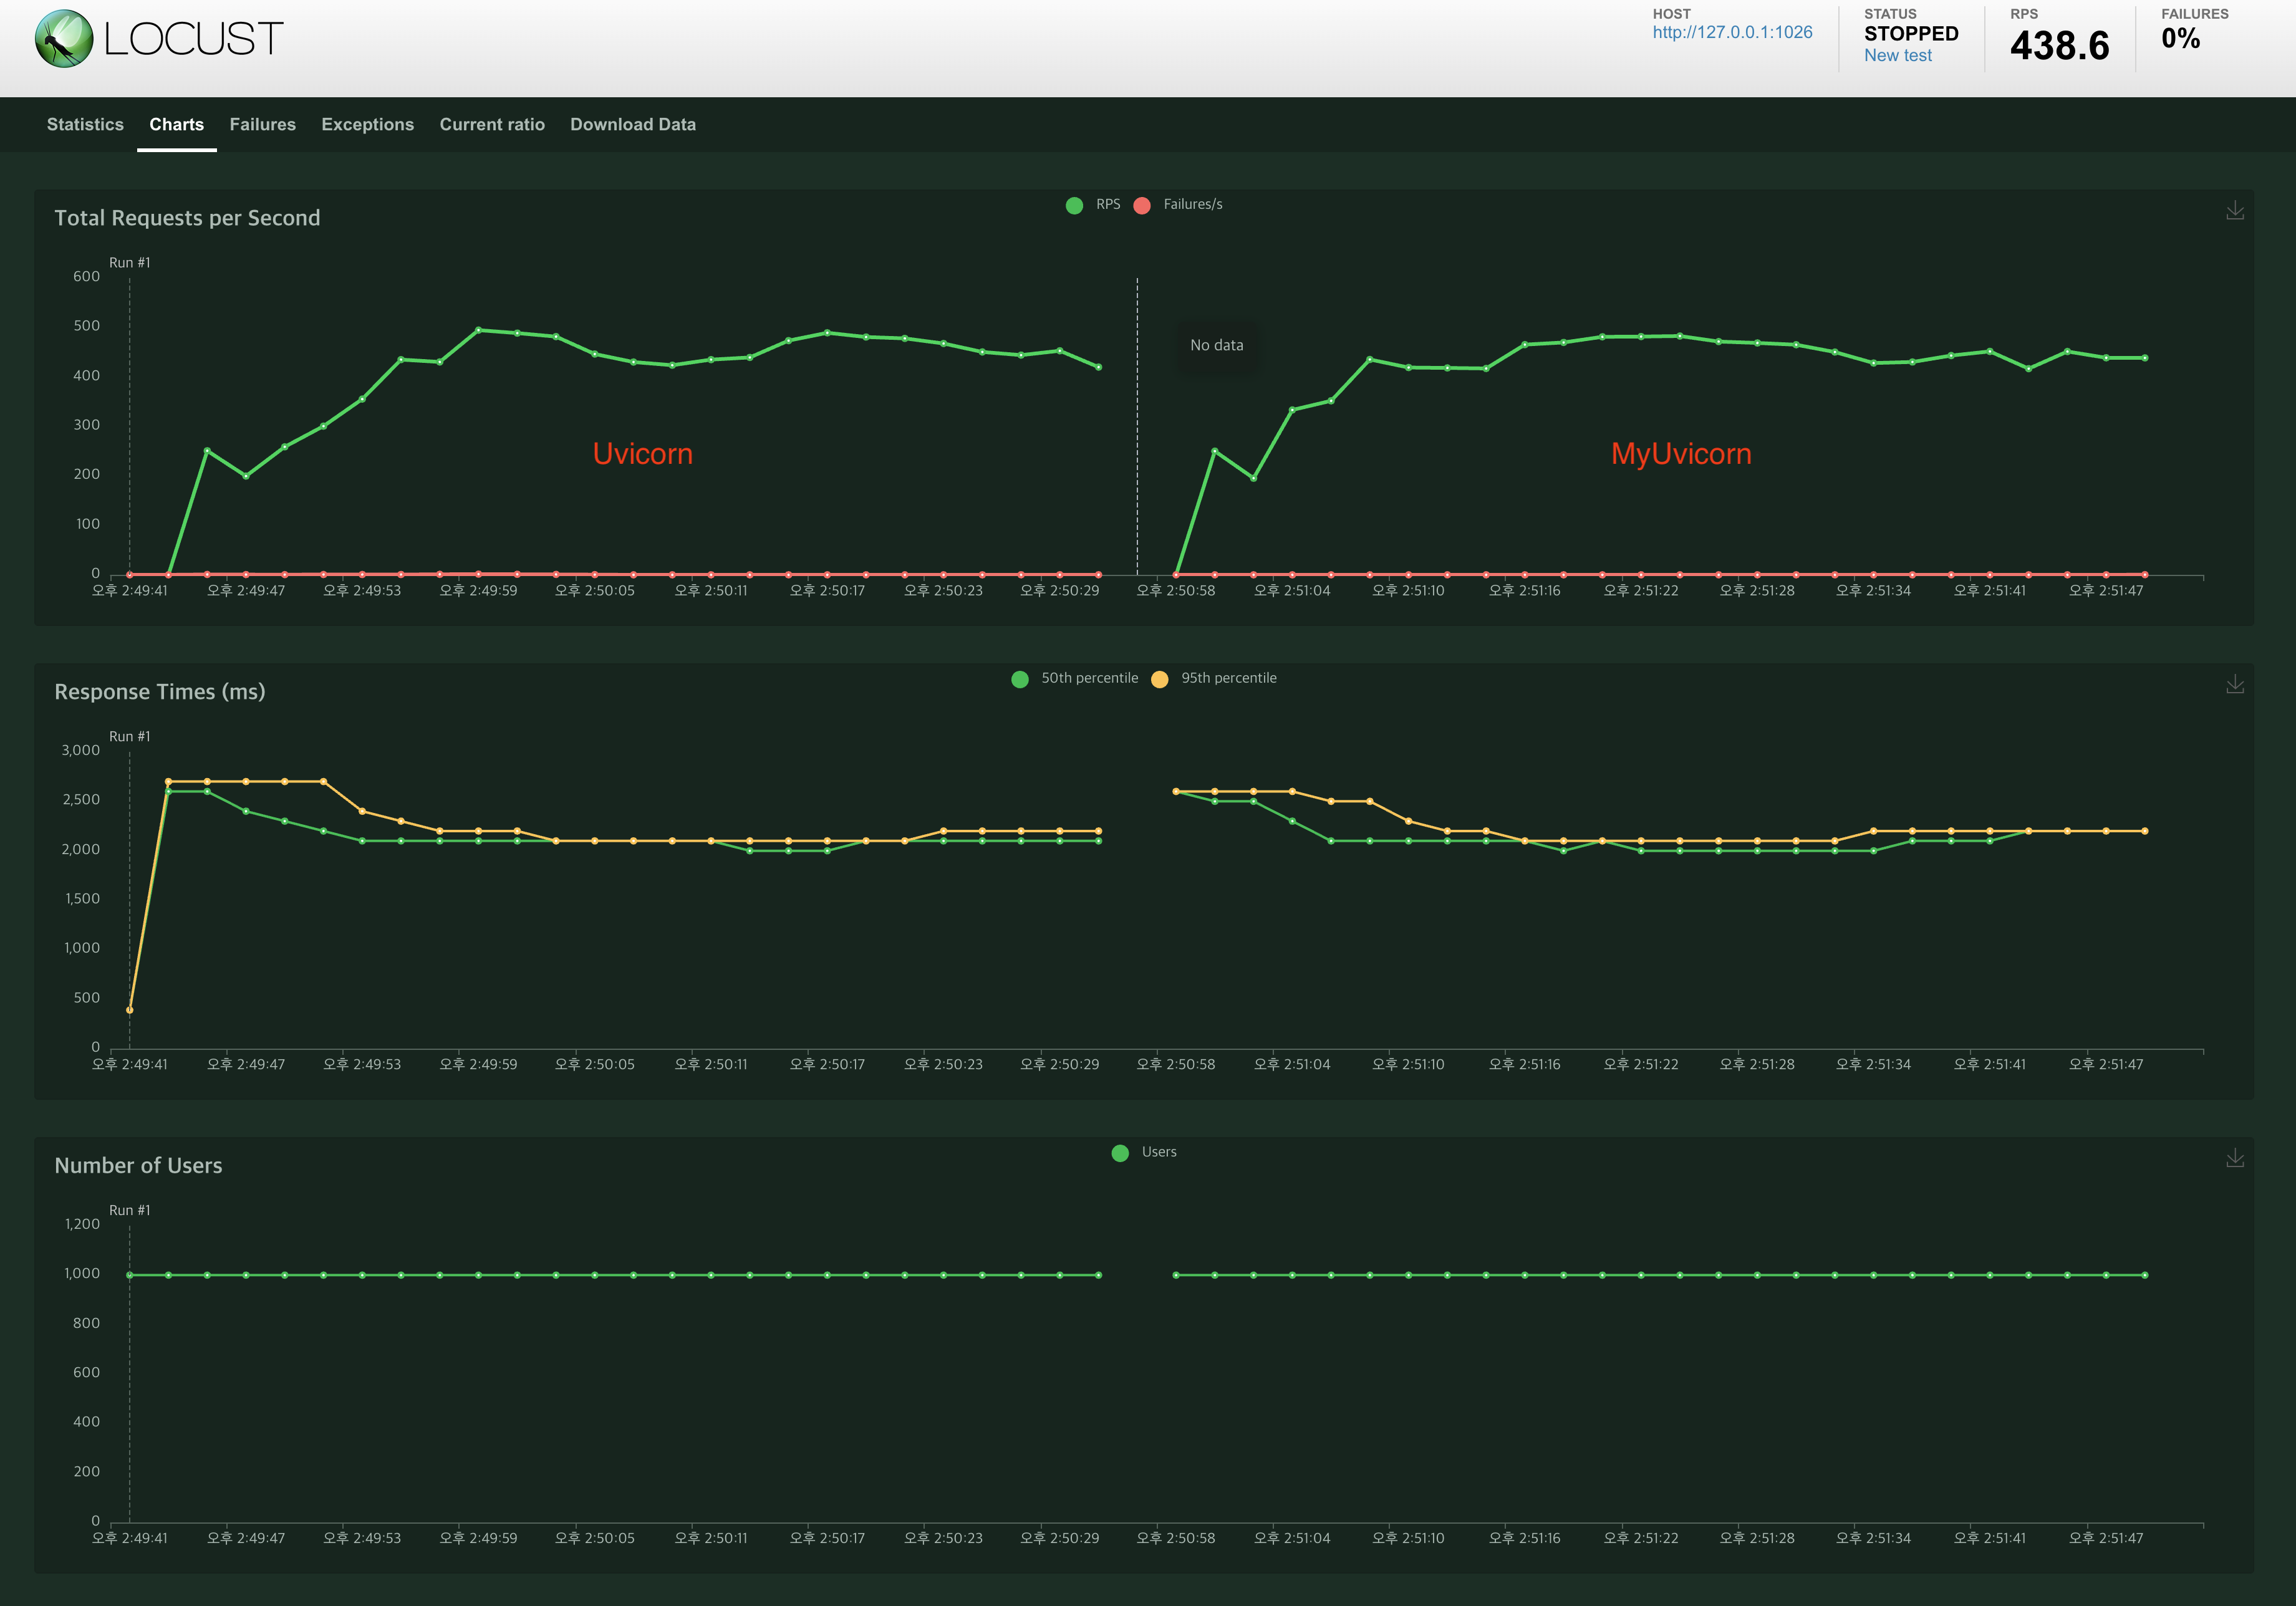 LOCUST
HOST
http://127.0.0.1:1026
STATUS
STOPPED
New test
RPS
438.6
FAILURES
0%
Statistics Charts Failures Exceptions Current ratio Download Data
Total Requests per Second
RPS Failures/s
Run #1
600
500
400
300
200
100
0
No data
Uvicorn
MyUvicorn
오후 2:49:41 오후 2:49:47 오후 2:49:53 오후 2:49:59 오후 2:50:05 오후 2:50:11 오후 2:50:17 오후 2:50:23 오후 2:50:29 오후 2:50:58 오후 2:51:04 오후 2:51:10 오후 2:51:16 오후 2:51:22 오후 2:51:28 오후 2:51:34 오후 2:51:41 오후 2:51:47
Response Times (ms)
50th percentile 95th percentile
Run #1
3,000
2,500
2,000
1,500
1,000
500
0
오후 2:49:41 오후 2:49:47 오후 2:49:53 오후 2:49:59 오후 2:50:05 오후 2:50:11 오후 2:50:17 오후 2:50:23 오후 2:50:29 오후 2:50:58 오후 2:51:04 오후 2:51:10 오후 2:51:16 오후 2:51:22 오후 2:51:28 오후 2:51:34 오후 2:51:41 오후 2:51:47
Number of Users
Users
Run #1
1,200
1,000
800
600
400
200
0
오후 2:49:41 오후 2:49:47 오후 2:49:53 오후 2:49:59 오후 2:50:05 오후 2:50:11 오후 2:50:17 오후 2:50:23 오후 2:50:29 오후 2:50:58 오후 2:51:04 오후 2:51:10 오후 2:51:16 오후 2:51:22 오후 2:51:28 오후 2:51:34 오후 2:51:41 오후 2:51:47